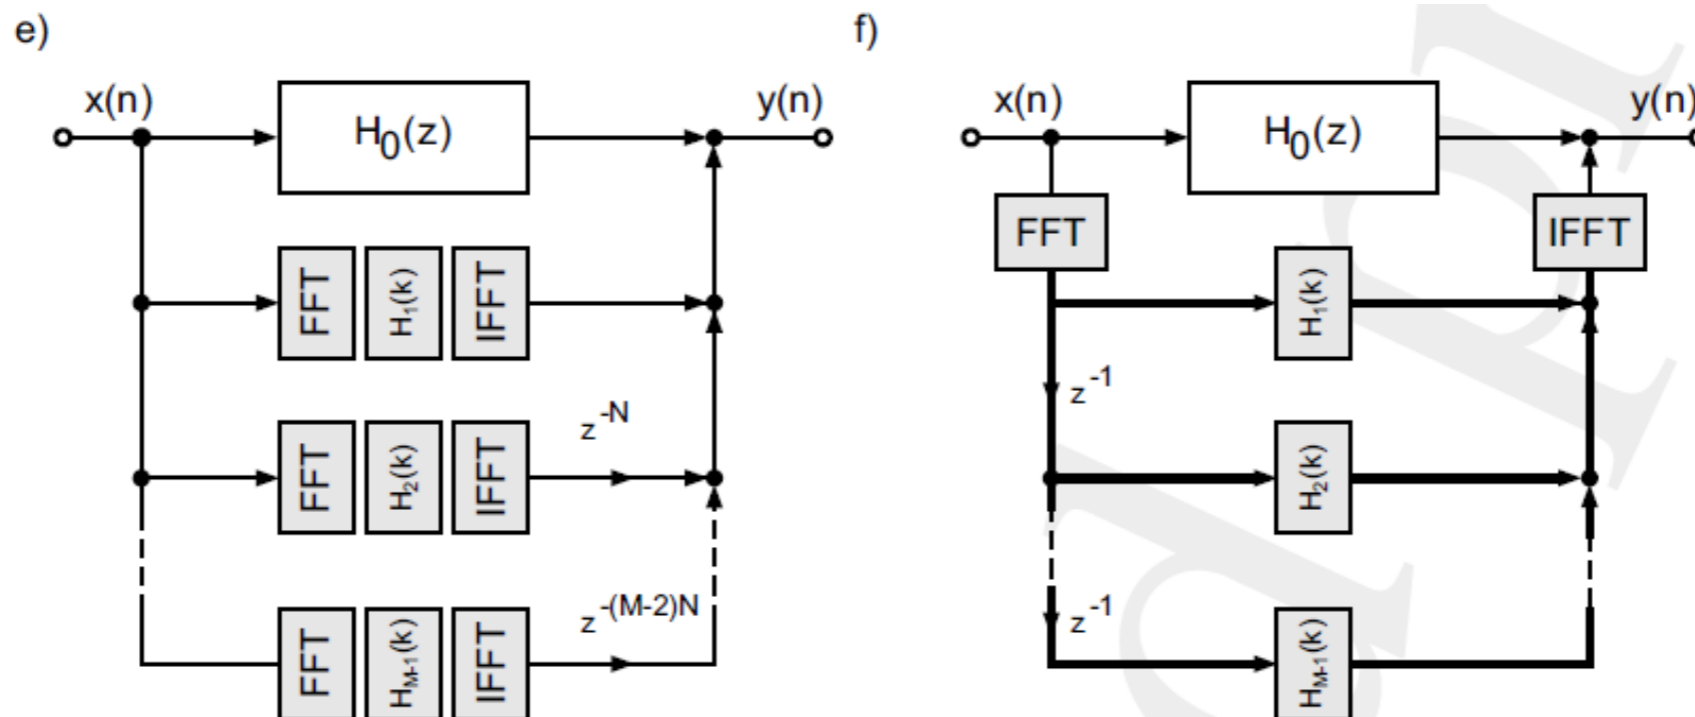 e)
x(n)
H0(z)
y(n)
FFT
H1(k)
IFFT
z-N
FFT
H2(k)
IFFT
z-(M-2)N
FFT
HM-1(k)
IFFT
f)
x(n)
H0(z)
y(n)
FFT
IFFT
H1(k)
z-1
H2(k)
z-1
HM-1(k)